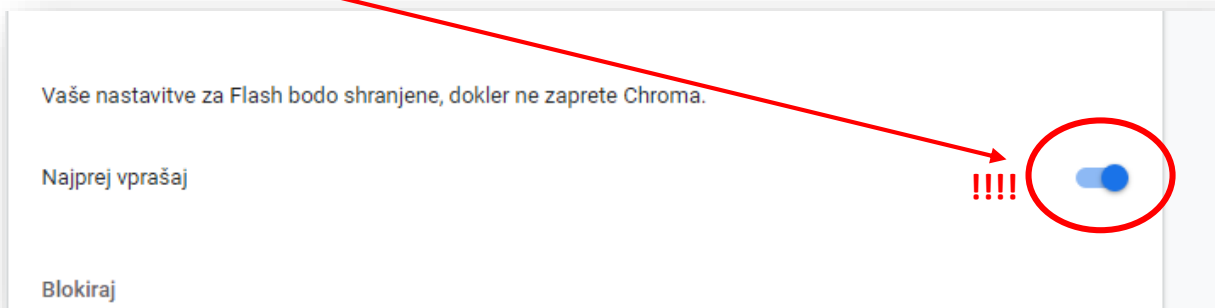 Vaše nastavitve za Flash bodo shranjene, dokler ne zaprete Chroma.
Najprej vprašaj
!!!!
Blokiraj